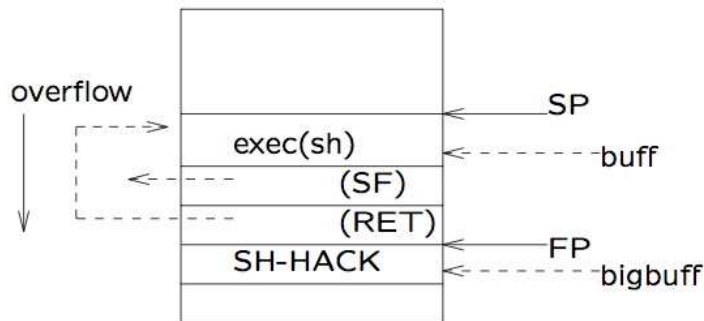 overflow
SP
exec(sh)
buff
(SF)
(RET)
FP
SH-HACK
bigbuff